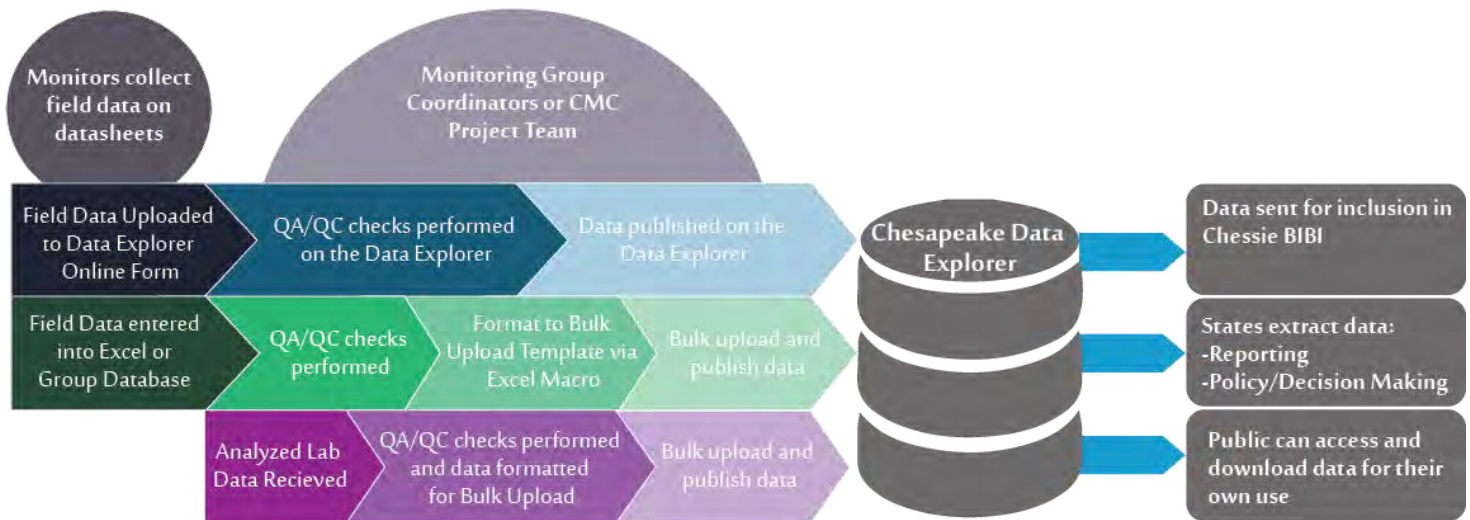 Monitors collect
field data on
datasheets
Monitoring Group
Coordinators or CMC
Project Team
Field Data Uploaded
to Data Explorer
Online Form
QA/QC checks performed
on the Data Explorer
Data published on the
Data Explorer
Field Data entered
into Excel or
Group Database
QA/QC checks
performed
Format to Bulk
Upload Template via
Excel Macro
Bulk upload and
publish data
Analyzed Lab
Data Recieved
QA/QC checks performed
and data formatted
for Bulk Upload
Bulk upload and
publish data
Chesapeake Data
Explorer
Data sent for inclusion in
Chessie BIBI
States extract data:
-Reporting
-Policy/Decision Making
Public can access and
download data for their
own use